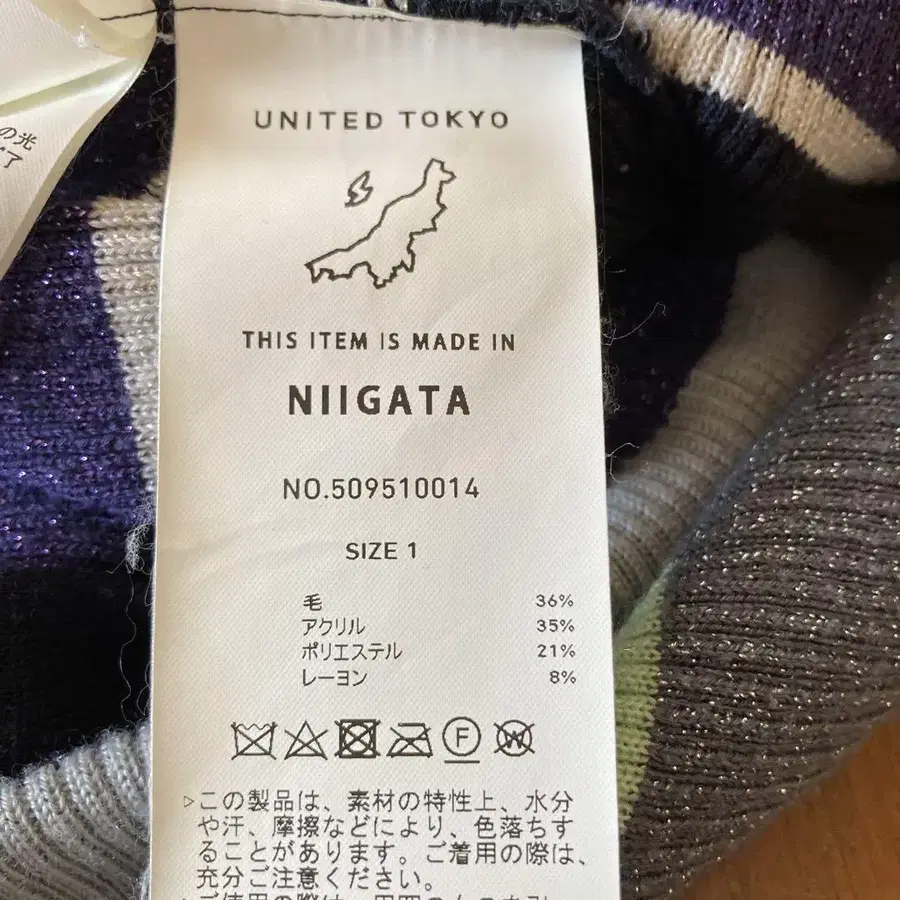 の光
UNITED TOKYO
THIS ITEM IS MADE IN
NIIGATA
NO.509510014
SIZE 1
毛 36%
アクリル 35%
ポリエステル 21%
レーヨン 8%
F W
▷この製品は、素材の特性上、水分
や汗、摩擦などにより、色落ちす
ることがあります。ご着用の際は、
充分ご注意ください。